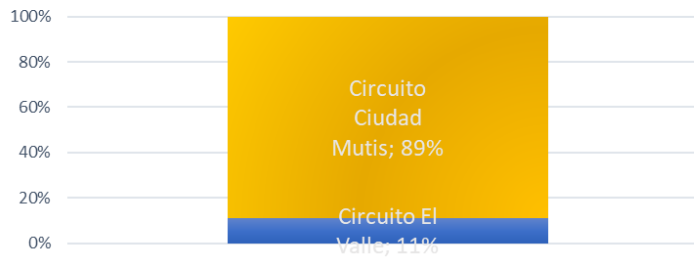 100%
80%
60%
40%
20%
0%
Circuito
Ciudad
Mutis; 89%
Circuito El
Valle; 11%